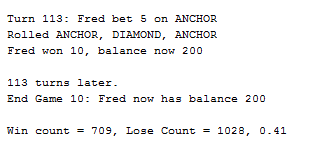 Turn 113: Fred bet 5 on ANCHOR
Rolled ANCHOR, DIAMOND, ANCHOR
Fred won 10, balance now 200
113 turns later.
End Game 10: Fred now has balance 200
Win count = 709, Lose Count = 1028, 0.41